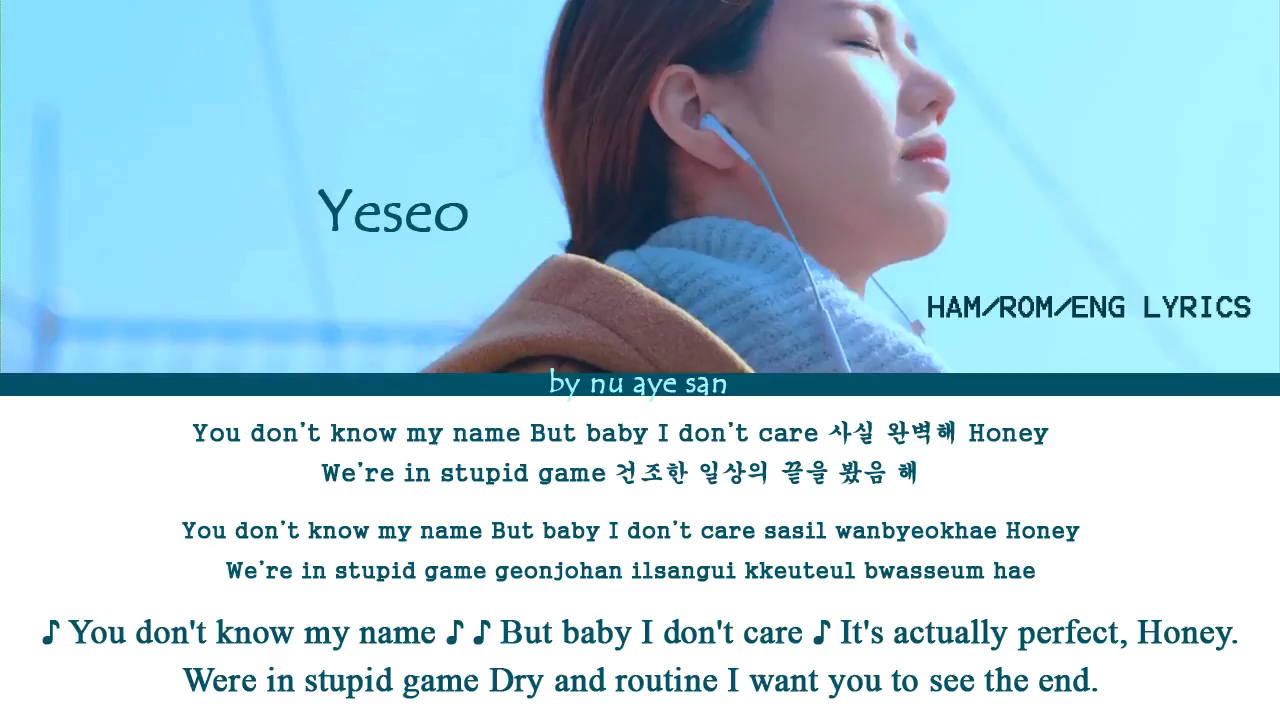 Yeseo
HAM/ROM/ENG LYRICS
by nu aye san
You don't know my name But baby I don't care 사실 완벽해 Honey
We're in stupid game 건조한 일상의 끝을 봤음 해
You don't know my name But baby I don't care sasil wanbyeokhae Honey
We're in stupid game geonjohan ilsangui kkeuteul bwasseum hae
♪ You don't know my name ♪ ♪ But baby I don't care ♪ It's actually perfect, Honey.
Were in stupid game Dry and routine I want you to see the end.